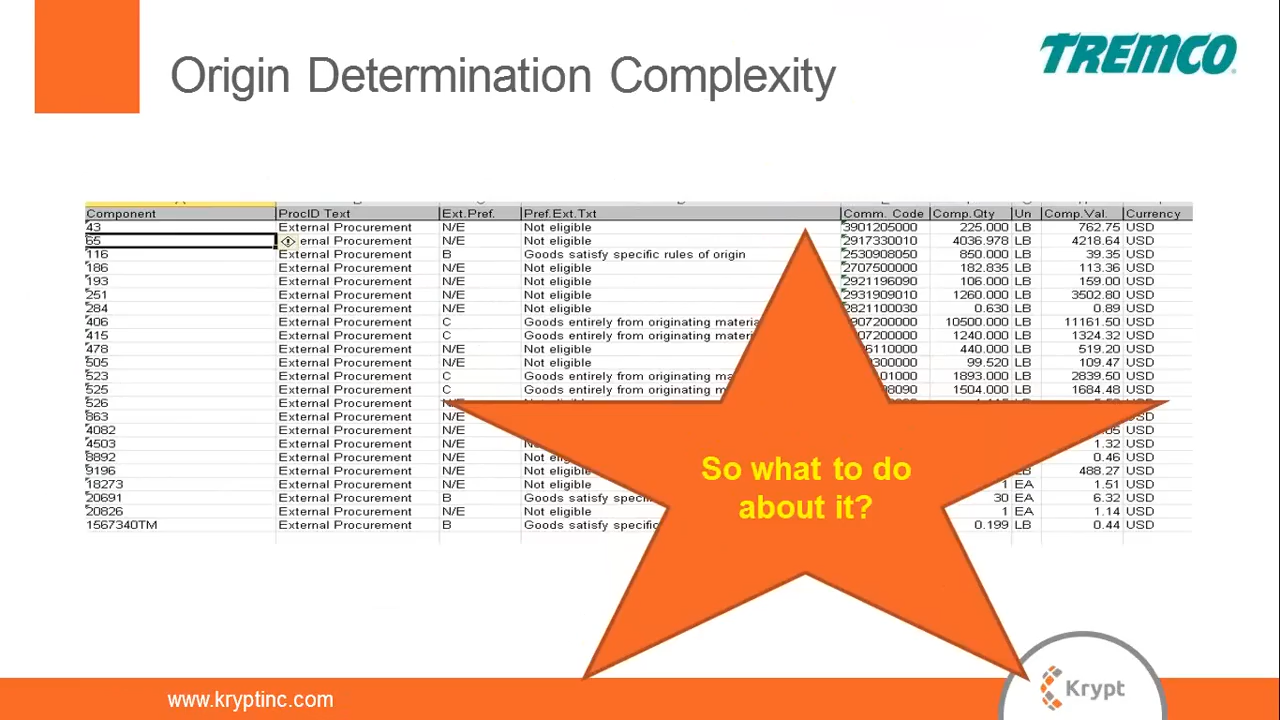 Origin Determination Complexity
TREMCO
Component ProcID Text Ext.Pref. Pref.Ext.Txt Comm. Code Comp.Qty Un Comp.Val. Currency
43 External Procurement N/E Not eligible 3901205000 225.000 LB 762.75 USD
65 ernal Procurement N/E Not eligible 2917330010 4036.978 LB 4218.64 USD
116 External Procurement B Goods satisfy specific rules of origin 2530908050 850.000 LB 39.35 USD
186 External Procurement N/E Not eligible 2707500000 182.835 LB 113.36 USD
193 External Procurement N/E Not eligible 2921196090 106.000 LB 159.00 USD
251 External Procurement N/E Not eligible 2931909010 1260.000 LB 3502.80 USD
284 External Procurement N/E Not eligible 2821100030 0.630 LB 0.89 USD
406 External Procurement C Goods entirely from originating 907200000 10500.000 LB 11161.50 USD
415 External Procurement C Goods entirely from originating 07200000 1240.000 LB 1324.32 USD
478 External Procurement N/E Not eligible 110000 440.000 LB 519.20 USD
505 External Procurement N/E Not eligible 300000 99.520 LB 109.47 USD
523 External Procurement C Goods entirely from originating 01000 1893.000 LB 2839.50 USD
525 External Procurement C Goods entirely from originating 8090 1504.000 LB 1684.48 USD
526 External Procurement USD
863 External Procurement N/E USD
4082 External Procurement N/E USD
4503 External Procurement N/E 1.32 USD
8892 External Procurement N/E Not 0.46 USD
9196 External Procurement N/E Not eligible LB 488.27 USD
18273 External Procurement N/E Not eligible 1 EA 1.51 USD
20691 External Procurement B Goods satisfy 30 EA 6.32 USD
20826 External Procurement N/E Not eligible 1 EA 1.14 USD
1567340TM External Procurement B Goods satisfy specific 0.199 LB 0.44 USD
So what to do
about it?
www.kryptinc.com
Krypt